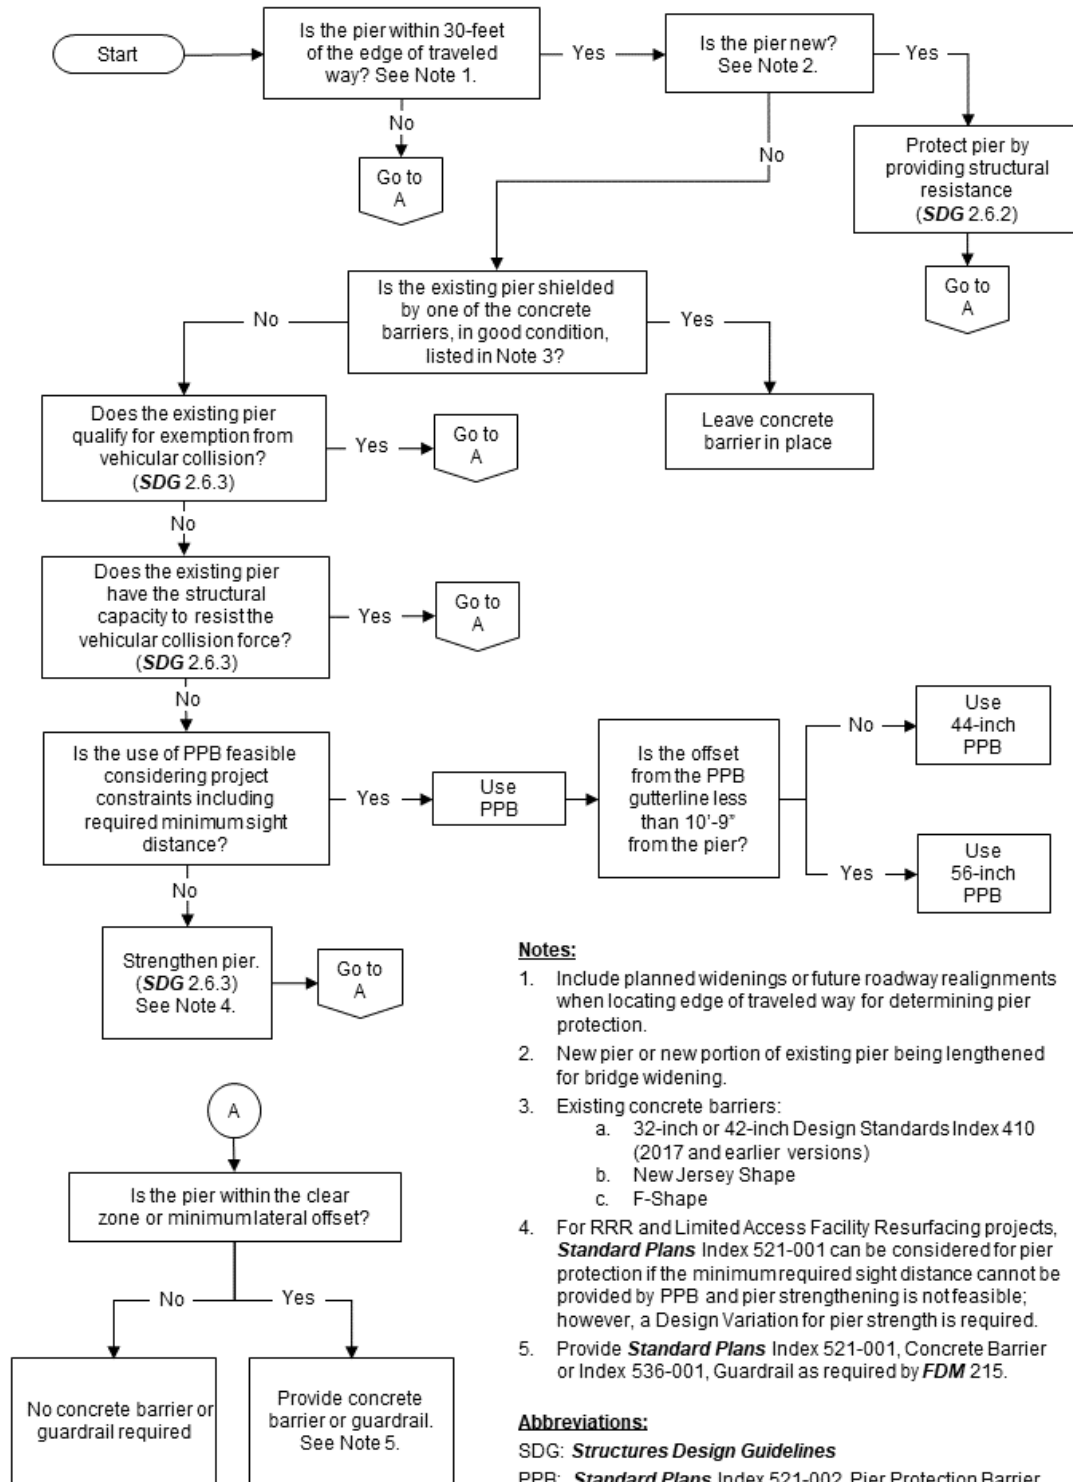 Start
Is the pier within 30-feet
of the edge of traveled
way? See Note 1.
Yes
Is the pier new?
See Note 2.
Yes
No
Go to
A
No
Protect pier by
providing structural
resistance
(SDG 2.6.2)
Go to
A
Is the existing pier shielded
by one of the concrete
barriers, in good condition,
listed in Note 3?
No
Yes
Leave concrete
barrier in place
Does the existing pier
qualify for exemption from
vehicular collision?
(SDG 2.6.3)
Yes
Go to
A
No
Does the existing pier
have the structural
capacity to resist the
vehicular collision force?
(SDG 2.6.3)
Yes
Go to
A
No
Is the use of PPB feasible
considering project
constraints including
required minimum sight
distance?
Yes
Use
PPB
Is the offset
from the PPB
gutterline less
than 10'-9”
from the pier?
No
Use
44-inch
PPB
Yes
Use
56-inch
PPB
No
Strengthen pier.
(SDG 2.6.3)
See Note 4.
Go to
A
A
Is the pier within the clear
zone or minimum lateral offset?
No
Yes
No concrete barrier or
guardrail required
Provide concrete
barrier or guardrail.
See Note 5.
Notes:
1. Include planned widenings or future roadway realignments
when locating edge of traveled way for determining pier
protection.
2. New pier or new portion of existing pier being lengthened
for bridge widening.
3. Existing concrete barriers:
a. 32-inch or 42-inch Design Standards Index 410
(2017 and earlier versions)
b. New Jersey Shape
c. F-Shape
4. For RRR and Limited Access Facility Resurfacing projects,
Standard Plans Index 521-001 can be considered for pier
protection if the minimum required sight distance cannot be
provided by PPB and pier strengthening is not feasible;
however, a Design Variation for pier strength is required.
5. Provide Standard Plans Index 521-001, Concrete Barrier
or Index 536-001, Guardrail as required by FDM 215.
Abbreviations:
SDG: Structures Design Guidelines
PPB: Standard Plans Index 521-002, Pier Protection Barrier